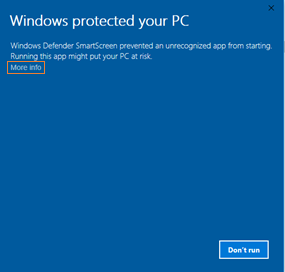 Windows protected your PC
Windows Defender SmartScreen prevented an unrecognized app from starting.
Running this app might put your PC at risk.
More info
Don't run